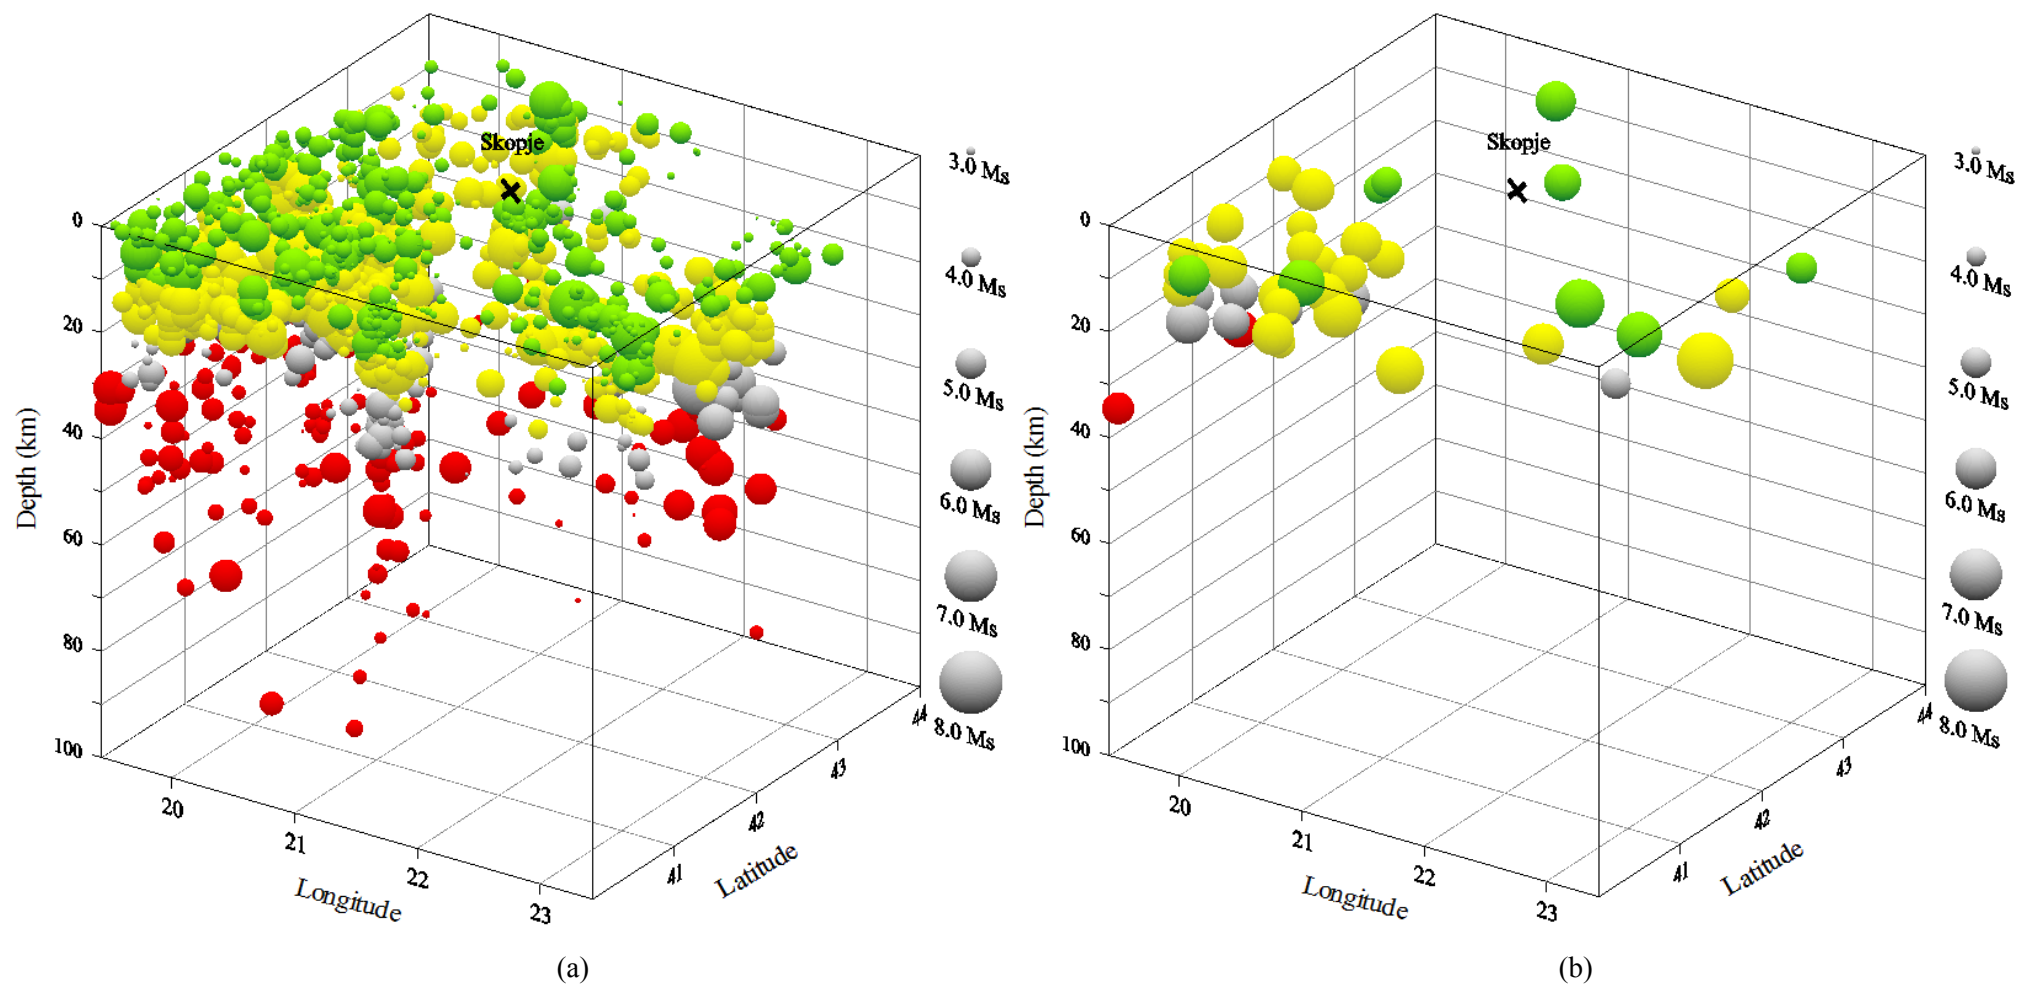 Skopje
0
20
40
60
80
100
Depth (km)
20
21
22
23
Longitude
41
42
43
44
Latitude
3.0 Ms
4.0 Ms
5.0 Ms
6.0 Ms
7.0 Ms
8.0 Ms
(a)
Skopje
0
20
40
60
80
100
Depth (km)
20
21
22
23
Longitude
41
42
43
44
Latitude
3.0 Ms
4.0 Ms
5.0 Ms
6.0 Ms
7.0 Ms
8.0 Ms
(b)